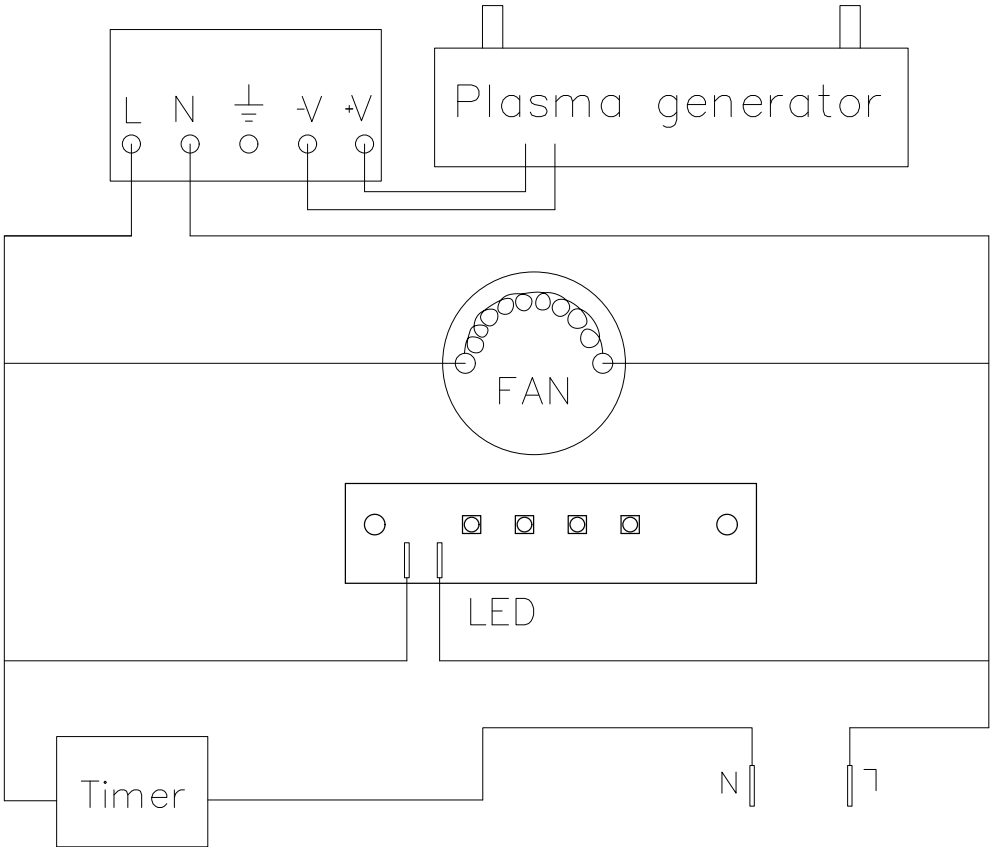 L N -V +V
Plasma generator
FAN
LED
Timer
N L